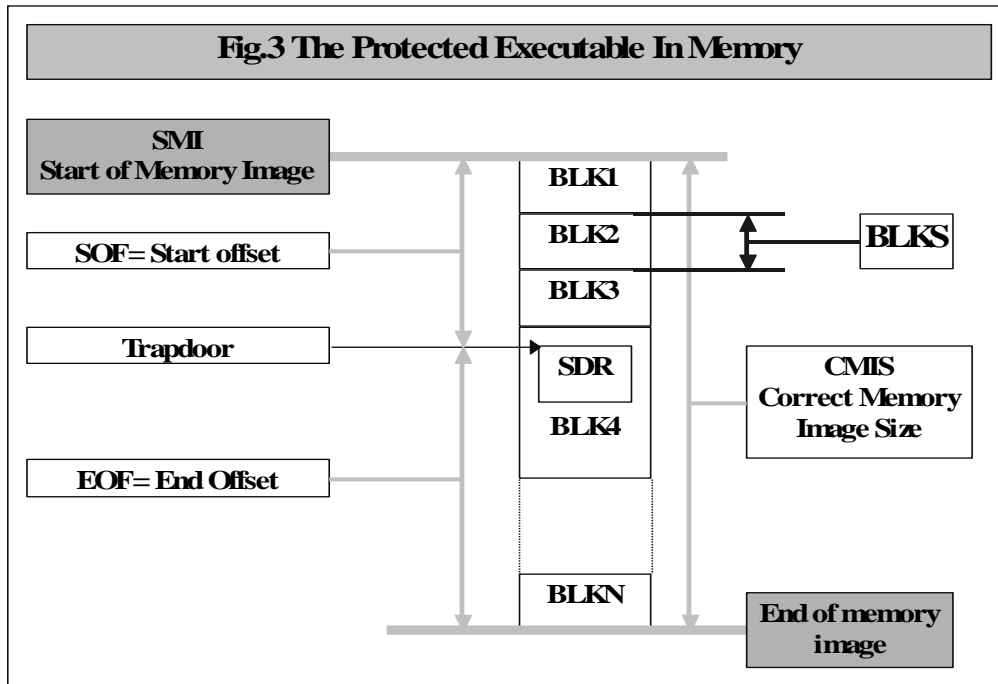 Fig.3 The Protected Executable In Memory
SMI
Start of Memory Image
BLK1
SOF= Start offset
BLK2
BLKS
BLK3
Trapdoor
SDR
CMIS
Correct Memory
Image Size
BLK4
EOF= End Offset
BLKN
End of memory
image